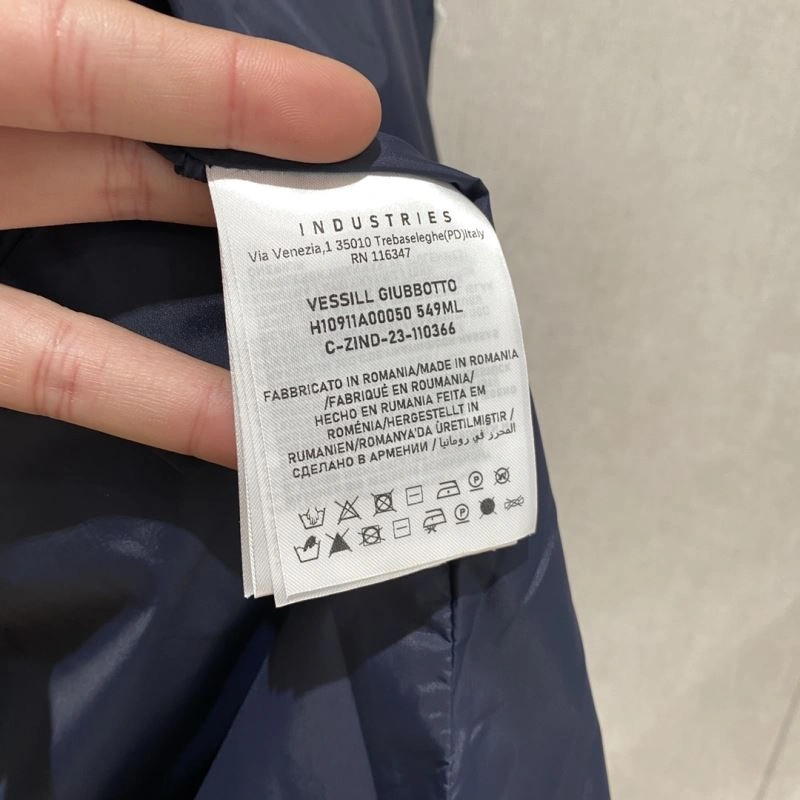 INDUSTRIES
Via Venezia,1 35010 Trebaseleghe(PD)Italy
RN 116347
VESSILL GIUBBOTTO
H10911A00050 549ML
C-ZIND-23-110366
FABBRICATO IN ROMANIA/MADE IN ROMANIA
/FABRIQUÉ EN ROUMANIE/
HECHO EN RUMANIA FEITA EM
ROMÉNIA/HERGESTELLT IN
RUMANIEN/ROMANYA'DA ÜRETILMIŞTIR /
СДЕЛАНО В АРМЕНИИ / المحرز في رومانيا